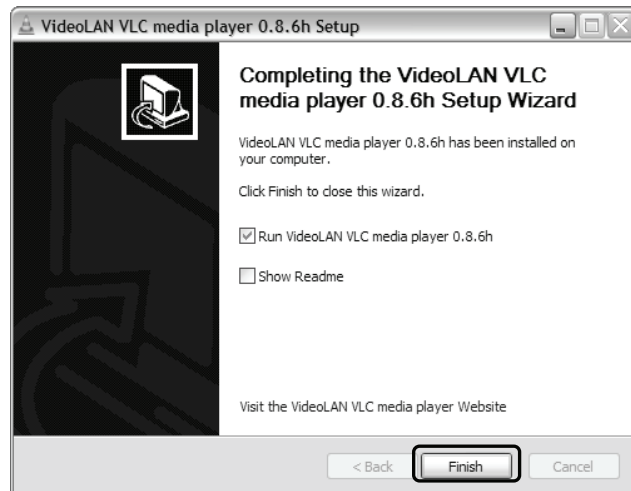 VideoLAN VLC media player 0.8.6h Setup
Completing the VideoLAN VLC
media player 0.8.6h Setup Wizard
VideoLAN VLC media player 0.8.6h has been installed on
your computer.
Click Finish to close this wizard.
Run VideoLAN VLC media player 0.8.6h
Show Readme
Visit the VideoLAN VLC media player Website
< Back Finish Cancel